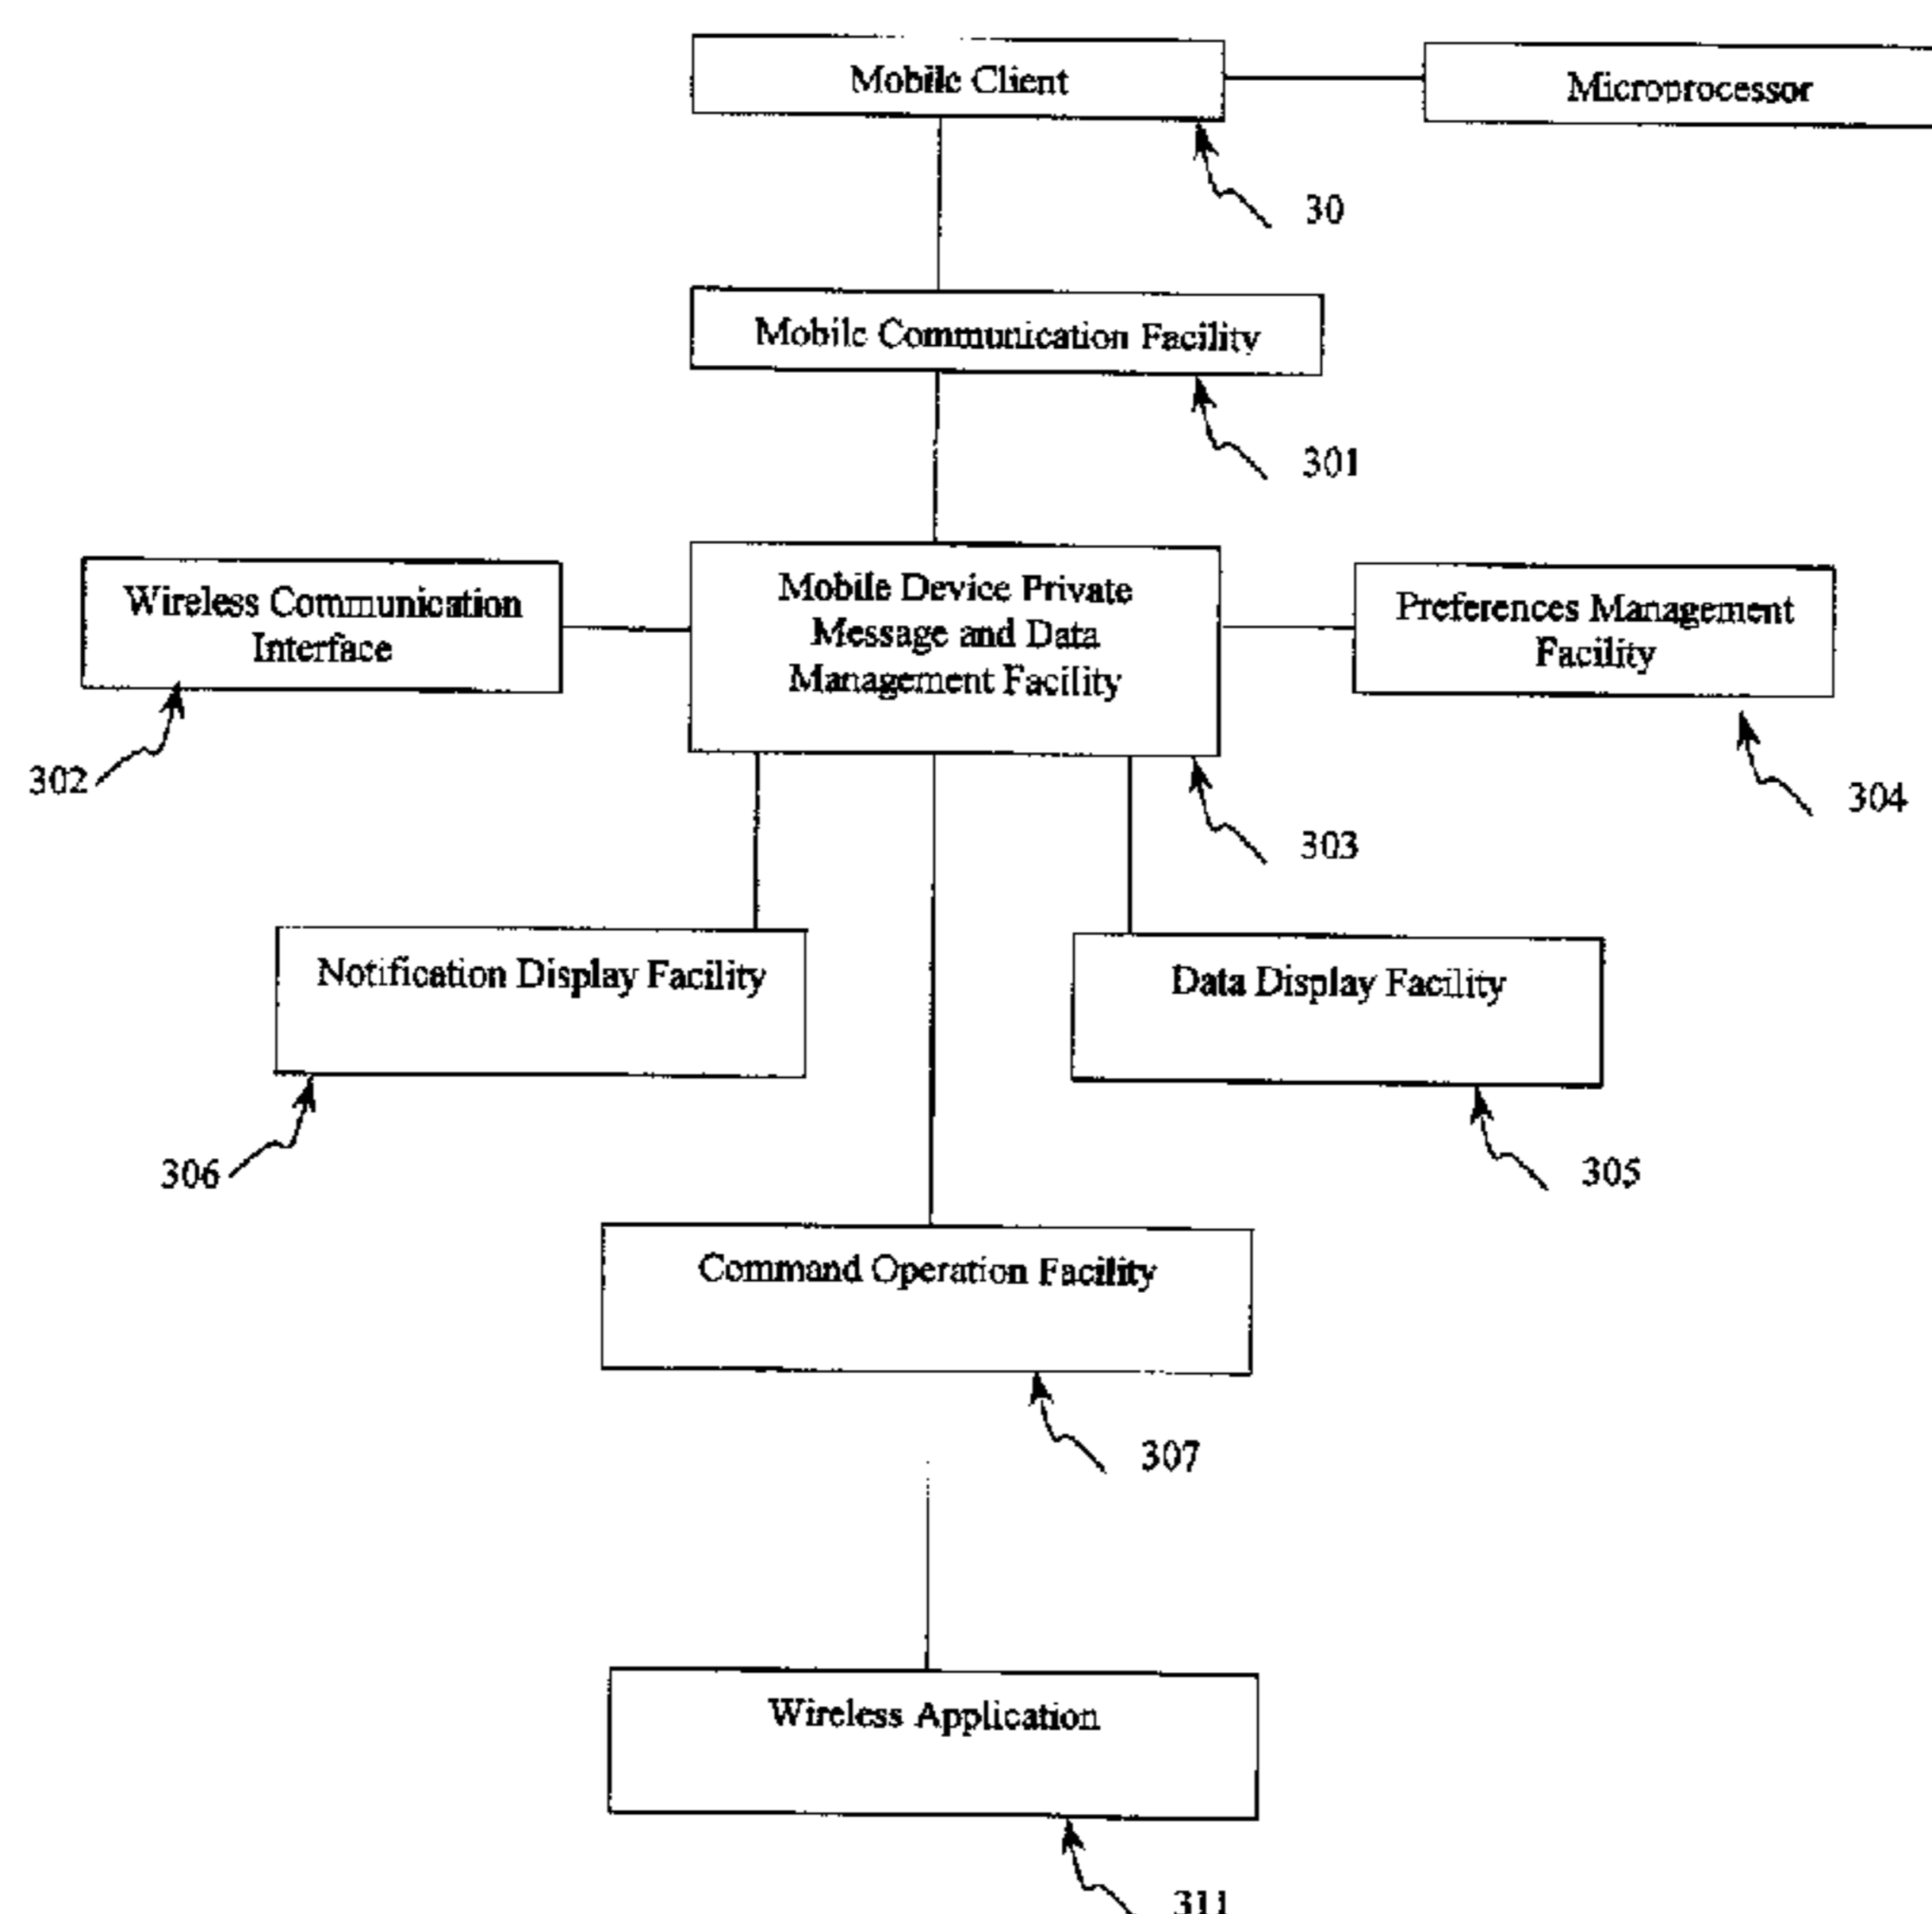 Mobile Client
Microprocessor
30
Mobile Communication Facility
301
Wireless Communication
Interface
Mobile Device Private
Message and Data
Management Facility
Preferences Management
Facility
302
303
304
Notification Display Facility
Data Display Facility
306
305
Command Operation Facility
307
Wireless Application
311